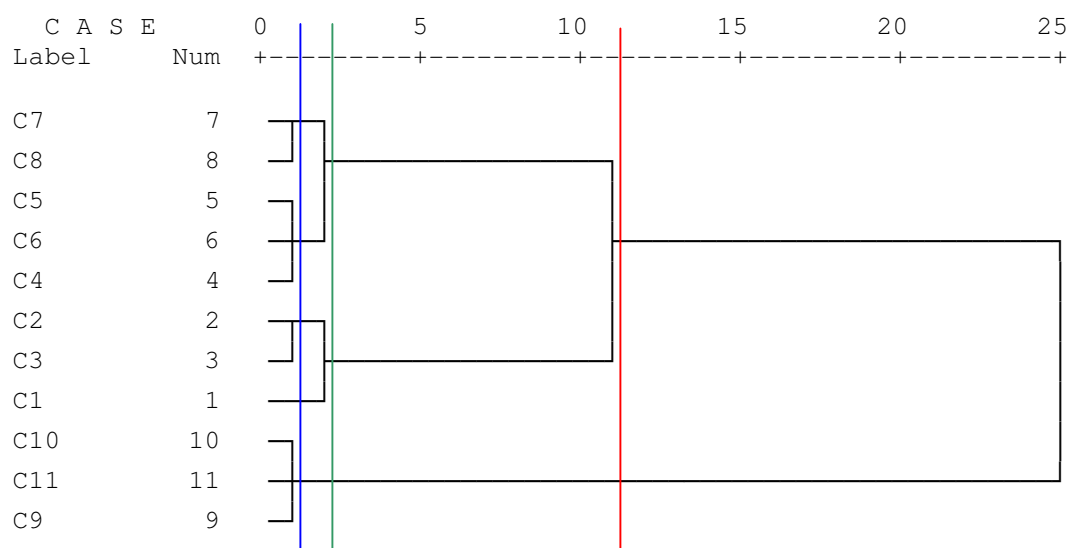 C A S E 0 5 10 15 20 25
Label Num +---------+---------+---------+---------+---------+
C7 7
C8 8
C5 5
C6 6
C4 4
C2 2
C3 3
C1 1
C10 10
C11 11
C9 9